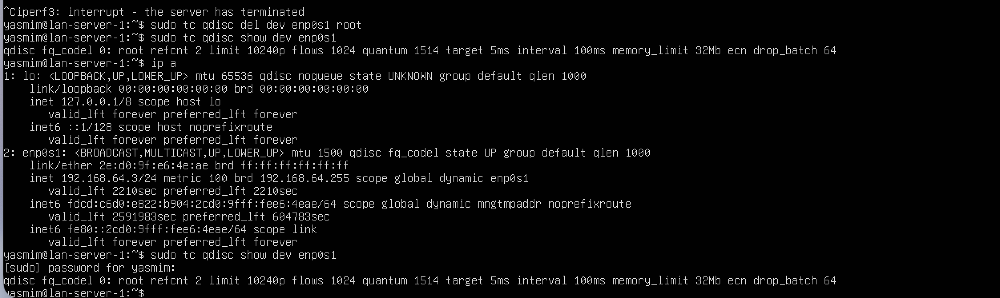 ^Ciperf3: interrupt - the server has terminated
yasmim@lan-server-1:~$ sudo tc qdisc del dev enp0s1 root
yasmim@lan-server-1:~$ sudo tc qdisc show dev enp0s1
qdisc fq_codel 0: root refcnt 2 limit 10240p flows 1024 quantum 1514 target 5ms interval 100ms memory_limit 32Mb ecn drop_batch 64
yasmim@lan-server-1:~$ ip a
1: lo: <LOOPBACK,UP,LOWER_UP> mtu 65536 qdisc noqueue state UNKNOWN group default qlen 1000
    link/loopback 00:00:00:00:00:00 brd 00:00:00:00:00:00
    inet 127.0.0.1/8 scope host lo
       valid_lft forever preferred_lft forever
    inet6 ::1/128 scope host noprefixroute
       valid_lft forever preferred_lft forever
2: enp0s1: <BROADCAST,MULTICAST,UP,LOWER_UP> mtu 1500 qdisc fq_codel state UP group default qlen 1000
    link/ether 2e:d0:9f:e6:4e:ae brd ff:ff:ff:ff:ff:ff
    inet 192.168.64.3/24 metric 100 brd 192.168.64.255 scope global dynamic enp0s1
       valid_lft 2210sec preferred_lft 2210sec
    inet6 fdcd:c6d0:e822:b904:2cd0:9fff:fee6:4eae/64 scope global dynamic mngtmpaddr noprefixroute
       valid_lft 2591983sec preferred_lft 604783sec
    inet6 fe80::2cd0:9fff:fee6:4eae/64 scope link
       valid_lft forever preferred_lft forever
yasmim@lan-server-1:~$ sudo tc qdisc show dev enp0s1
[sudo] password for yasmim:
qdisc fq_codel 0: root refcnt 2 limit 10240p flows 1024 quantum 1514 target 5ms interval 100ms memory_limit 32Mb ecn drop_batch 64
yasmim@lan-server-1:~$